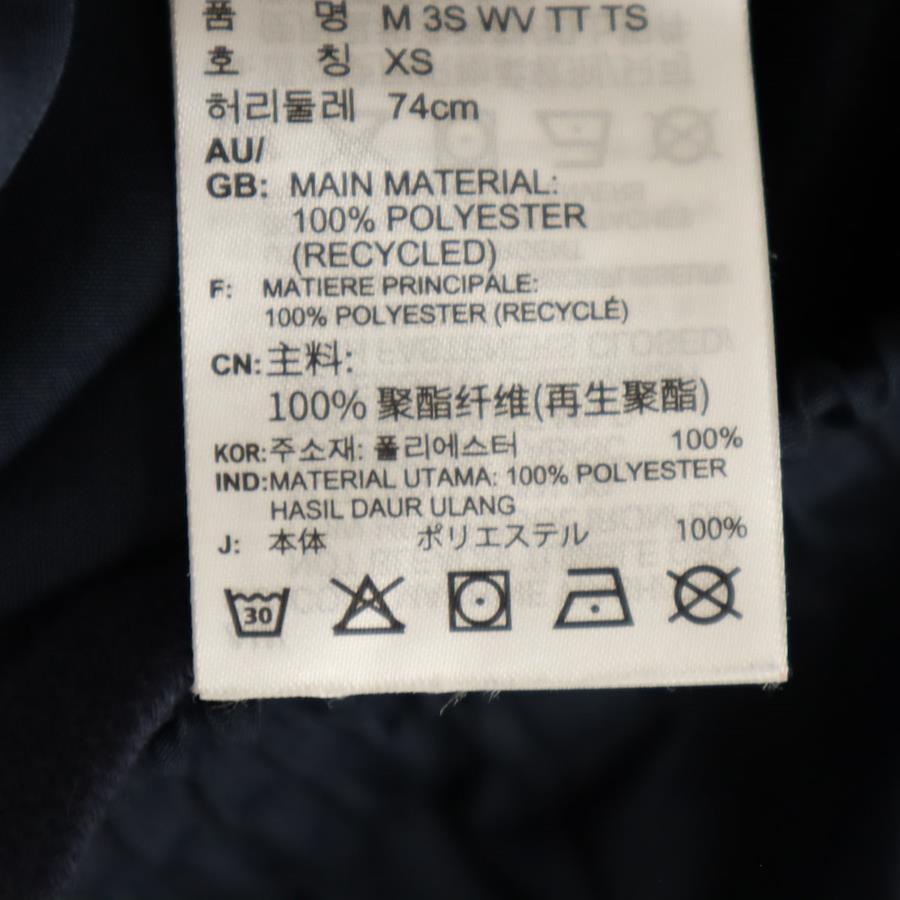 품 명 M 3S WV TT TS
호 칭 XS
허리둘레 74cm
AU/
GB: MAIN MATERIAL:
100% POLYESTER
(RECYCLED)
F: MATIERE PRINCIPALE:
100% POLYESTER (RECYCLÉ)
CN: 主料:
100% 聚酯纤维(再生聚酯)
KOR: 주소재: 폴리에스터 100%
IND: MATERIAL UTAMA: 100% POLYESTER
HASIL DAUR ULANG
J: 本体 ポリエステル 100%
30